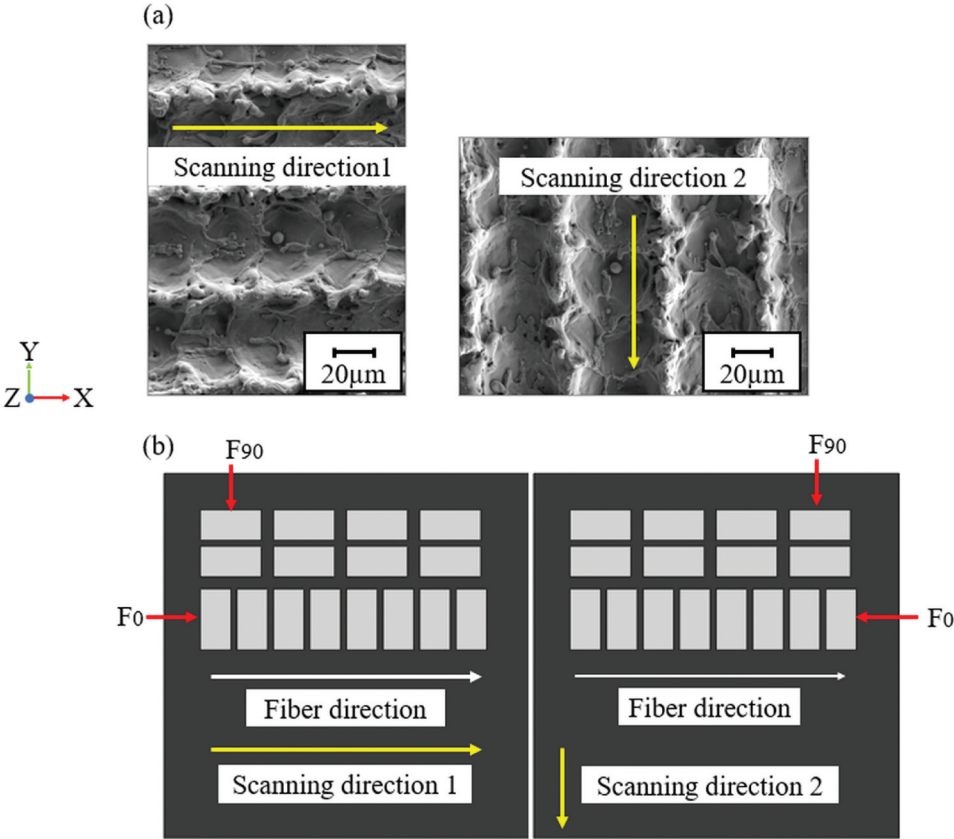 (a)
Scanning direction1
Scanning direction 2
20µm
20µm
Y
Z
X
(b)
F90
F90
F0
F0
Fiber direction
Fiber direction
Scanning direction 1
Scanning direction 2